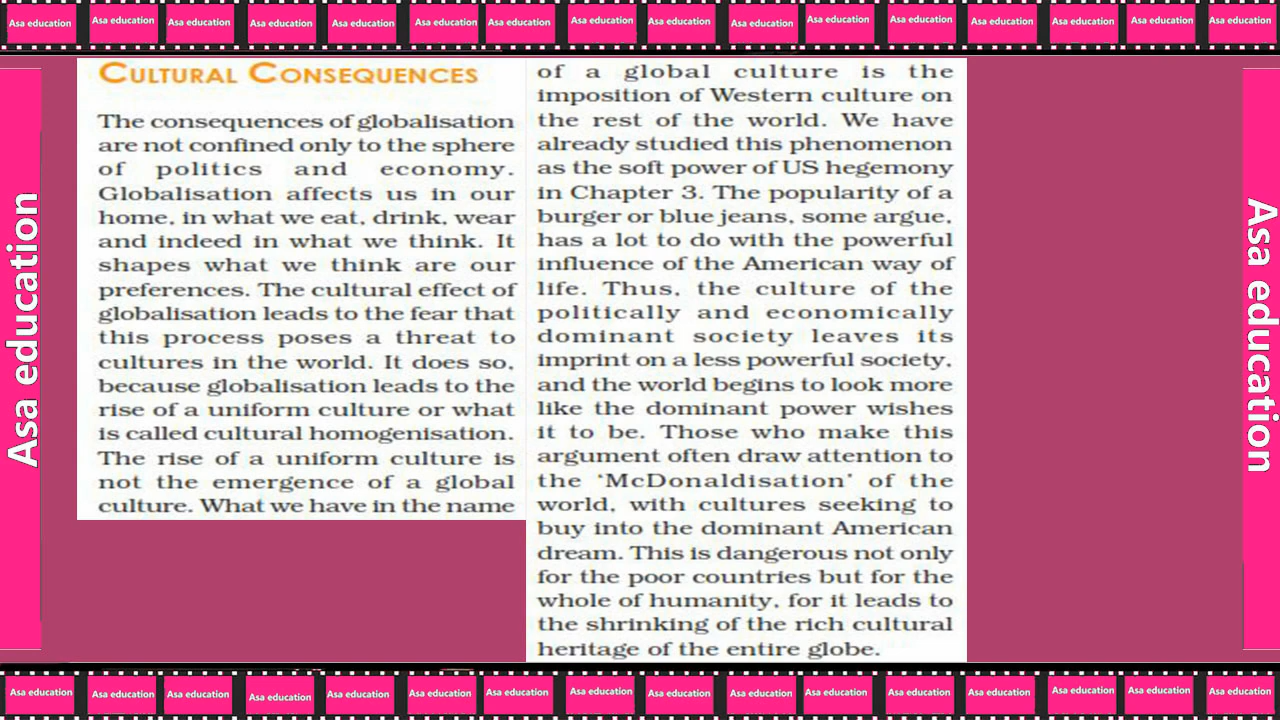 Asa education Asa education Asa education Asa education Asa education Asa education Asa education Asa education Asa education Asa education Asa education Asa education Asa education Asa education Asa education Asa education
Asa education
CULTURAL CONSEQUENCES
The consequences of globalisation
are not confined only to the sphere
of politics and economy.
Globalisation affects us in our
home, in what we eat, drink, wear
and indeed in what we think. It
shapes what we think are our
preferences. The cultural effect of
globalisation leads to the fear that
this process poses a threat to
cultures in the world. It does so,
because globalisation leads to the
rise of a uniform culture or what
is called cultural homogenisation.
The rise of a uniform culture is
not the emergence of a global
culture. What we have in the name
of a global culture is the
imposition of Western culture on
the rest of the world. We have
already studied this phenomenon
as the soft power of US hegemony
in Chapter 3. The popularity of a
burger or blue jeans, some argue,
has a lot to do with the powerful
influence of the American way of
life. Thus, the culture of the
politically and economically
dominant society leaves its
imprint on a less powerful society,
and the world begins to look more
like the dominant power wishes
it to be. Those who make this
argument often draw attention to
the ‘McDonaldisation’ of the
world, with cultures seeking to
buy into the dominant American
dream. This is dangerous not only
for the poor countries but for the
whole of humanity, for it leads to
the shrinking of the rich cultural
heritage of the entire globe.
Asa education
Asa education Asa education Asa education Asa education Asa education Asa education Asa education Asa education Asa education Asa education Asa education Asa education Asa education Asa education Asa education Asa education